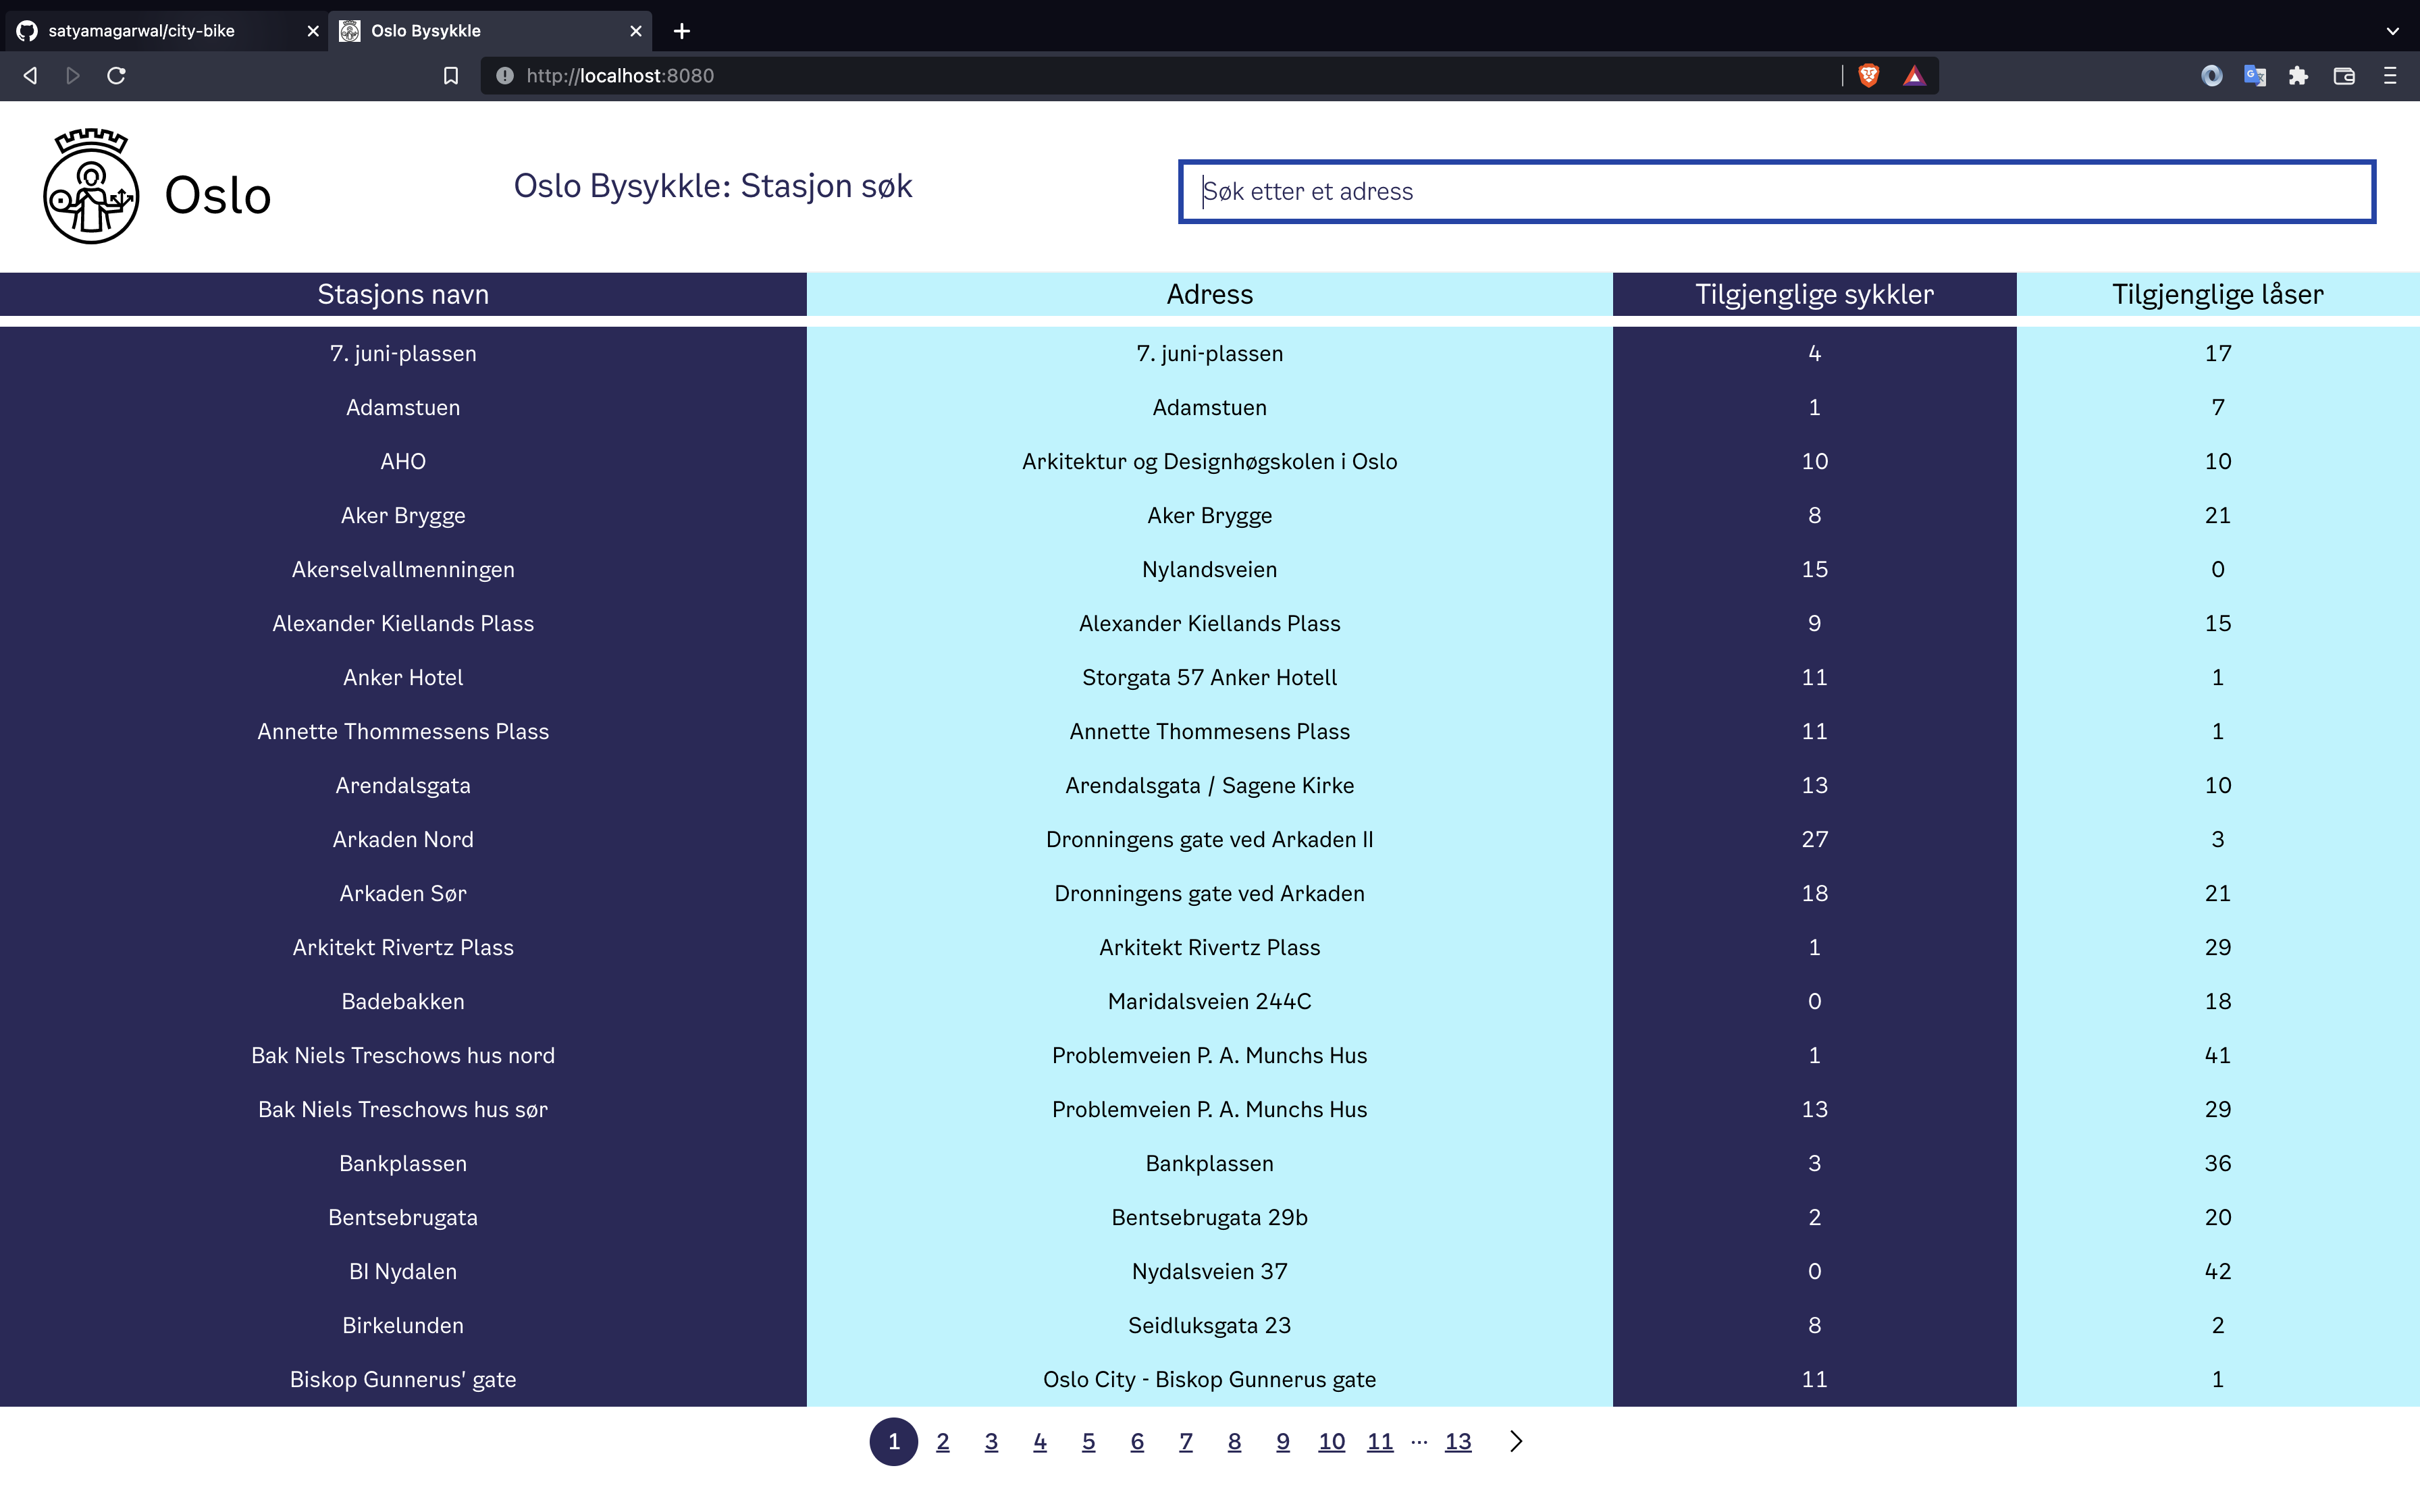 satyamagarwal/city-bike
Oslo Bysykkle
http://localhost:8080
Oslo
Oslo Bysykkle: Stasjon søk
Søk etter et adress
Stasjons navn Adress Tilgjenglige sykkler Tilgjenglige låser
7. juni-plassen 7. juni-plassen 4 17
Adamstuen Adamstuen 1 7
AHO Arkitektur og Designhøgskolen i Oslo 10 10
Aker Brygge Aker Brygge 8 21
Akerselvallmenningen Nylandsveien 15 0
Alexander Kiellands Plass Alexander Kiellands Plass 9 15
Anker Hotel Storgata 57 Anker Hotell 11 1
Annette Thommessens Plass Annette Thommesens Plass 11 1
Arendalsgata Arendalsgata / Sagene Kirke 13 10
Arkaden Nord Dronningens gate ved Arkaden II 27 3
Arkaden Sør Dronningens gate ved Arkaden 18 21
Arkitekt Rivertz Plass Arkitekt Rivertz Plass 1 29
Badebakken Maridalsveien 244C 0 18
Bak Niels Treschows hus nord Problemveien P. A. Munchs Hus 1 41
Bak Niels Treschows hus sør Problemveien P. A. Munchs Hus 13 29
Bankplassen Bankplassen 3 36
Bentsebrugata Bentsebrugata 29b 2 20
BI Nydalen Nydalsveien 37 0 42
Birkelunden Seidluksgata 23 8 2
Biskop Gunnerus' gate Oslo City - Biskop Gunnerus gate 11 1
1 2 3 4 5 6 7 8 9 10 11 ... 13